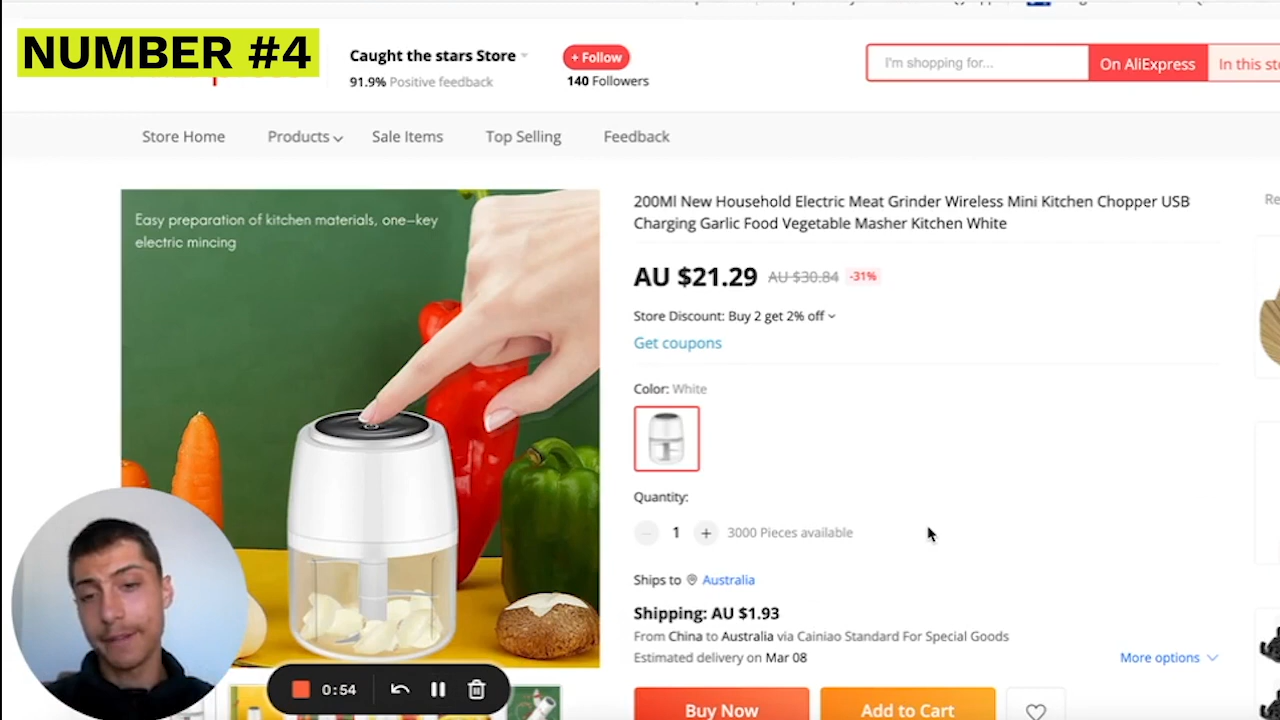 NUMBER #4
Caught the stars Store
+ Follow
91.9% Positive feedback
140 Followers
I'm shopping for...
On AliExpress
In this sto
Store Home
Products
Sale Items
Top Selling
Feedback
Easy preparation of kitchen materials, one-key
electric mincing
200Ml New Household Electric Meat Grinder Wireless Mini Kitchen Chopper USB
Charging Garlic Food Vegetable Masher Kitchen White
AU $21.29 AU $30.84 -31%
Store Discount: Buy 2 get 2% off
Get coupons
Color: White
Quantity:
1 + 3000 Pieces available
Ships to Australia
Shipping: AU $1.93
From China to Australia via Cainiao Standard For Special Goods
Estimated delivery on Mar 08
More options
0:54
Buy Now
Add to Cart
Re